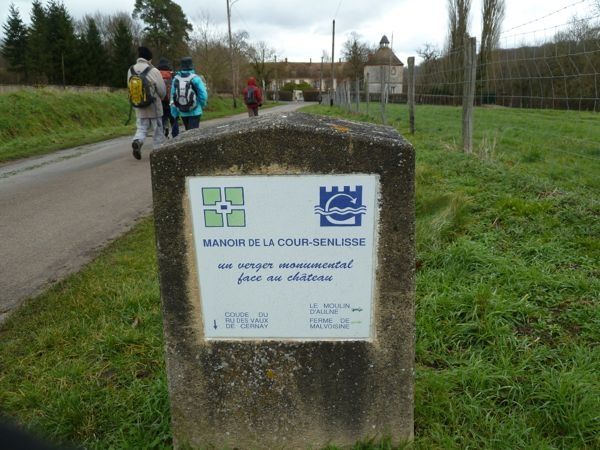 MANOIR DE LA COUR-SENLISSE
un verger monumental
face au château
COUDE DU
RU DES VAUX
DE CERNAY
LE MOULIN
D'AULNE
FERME DE
MALVOISINE